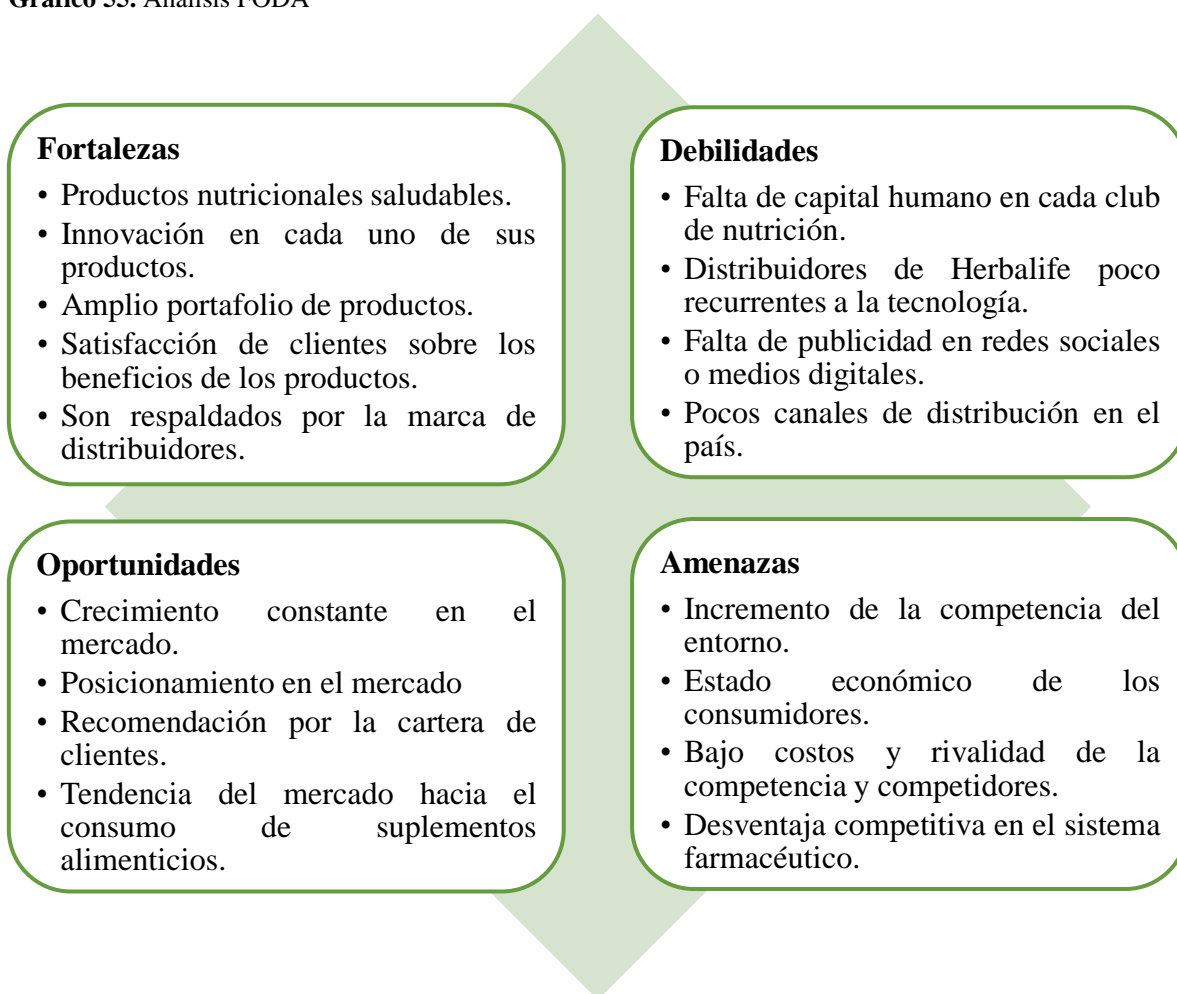 Gráfico 35. Análisis FODA
Fortalezas
• Productos nutricionales saludables.
• Innovación en cada uno de sus
productos.
• Amplio portafolio de productos.
• Satisfacción de clientes sobre los
beneficios de los productos.
• Son respaldados por la marca de
distribuidores.
Debilidades
• Falta de capital humano en cada club
de nutrición.
• Distribuidores de Herbalife poco
recurrentes a la tecnología.
• Falta de publicidad en redes sociales
o medios digitales.
• Pocos canales de distribución en el
país.
Oportunidades
• Crecimiento constante en el
mercado.
• Posicionamiento en el mercado
• Recomendación por la cartera de
clientes.
• Tendencia del mercado hacia el
consumo de suplementos
alimenticios.
Amenazas
• Incremento de la competencia del
entorno.
• Estado económico de los
consumidores.
• Bajo costos y rivalidad de la
competencia y competidores.
• Desventaja competitiva en el sistema
farmacéutico.